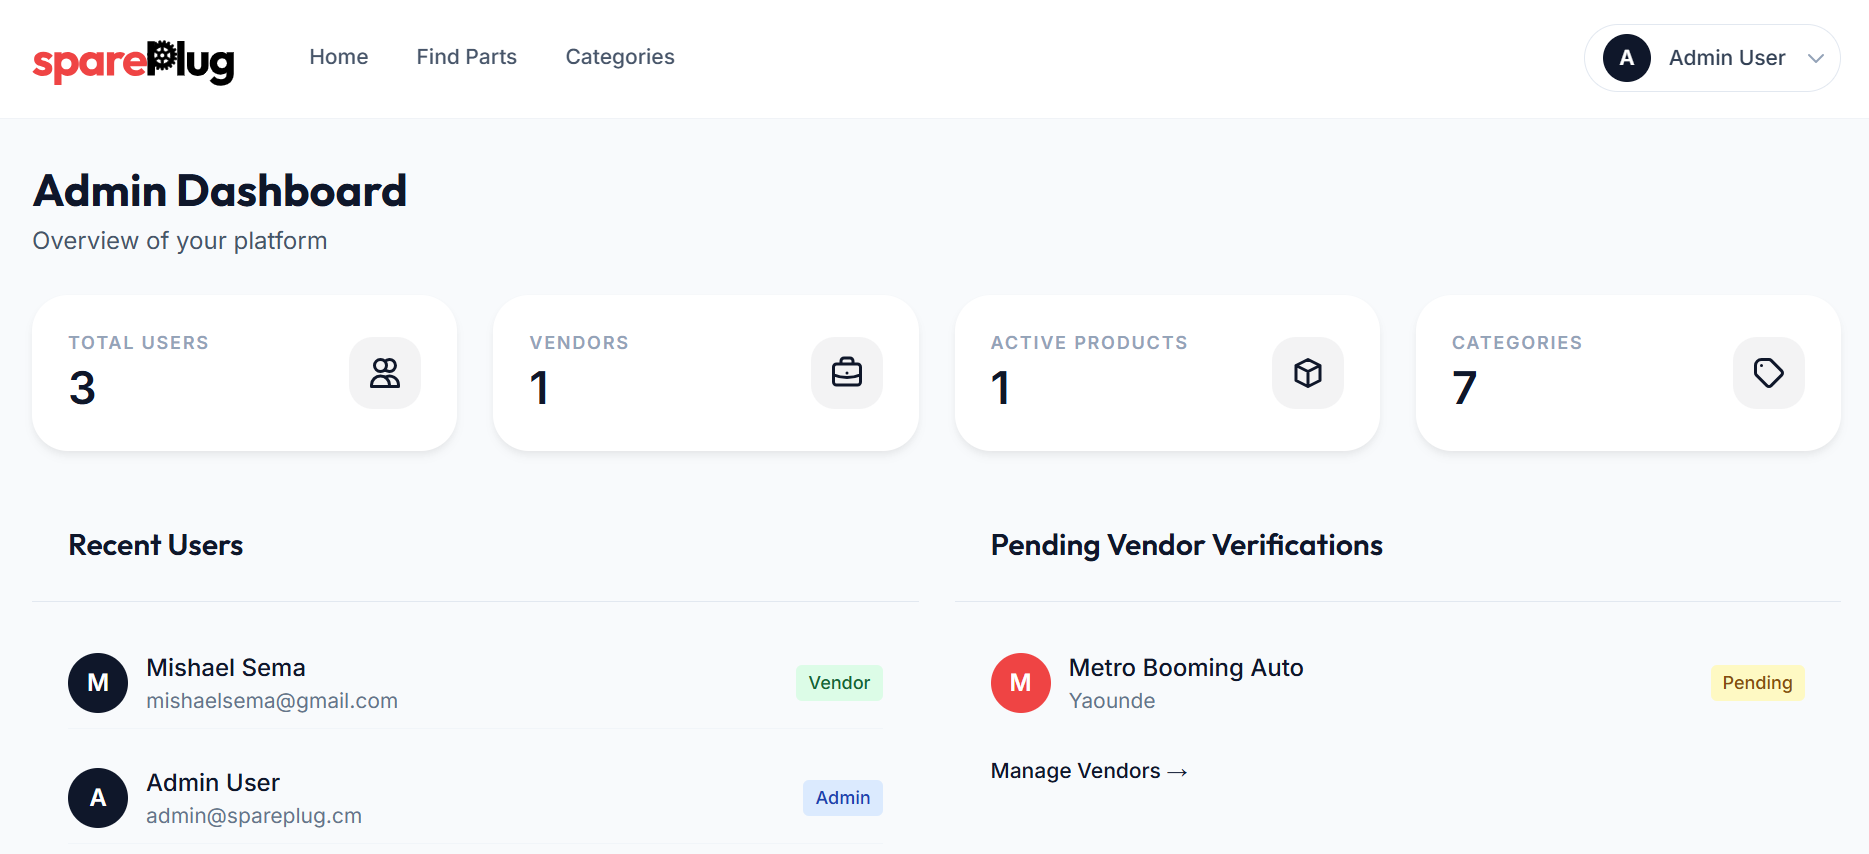 sparePlug
Home
Find Parts
Categories
A
Admin User
Admin Dashboard
Overview of your platform
TOTAL USERS
3
VENDORS
1
ACTIVE PRODUCTS
1
CATEGORIES
7
Recent Users
M
Mishael Sema
mishaelsema@gmail.com
Vendor
A
Admin User
admin@spareplug.cm
Admin
Pending Vendor Verifications
M
Metro Booming Auto
Yaounde
Pending
Manage Vendors →